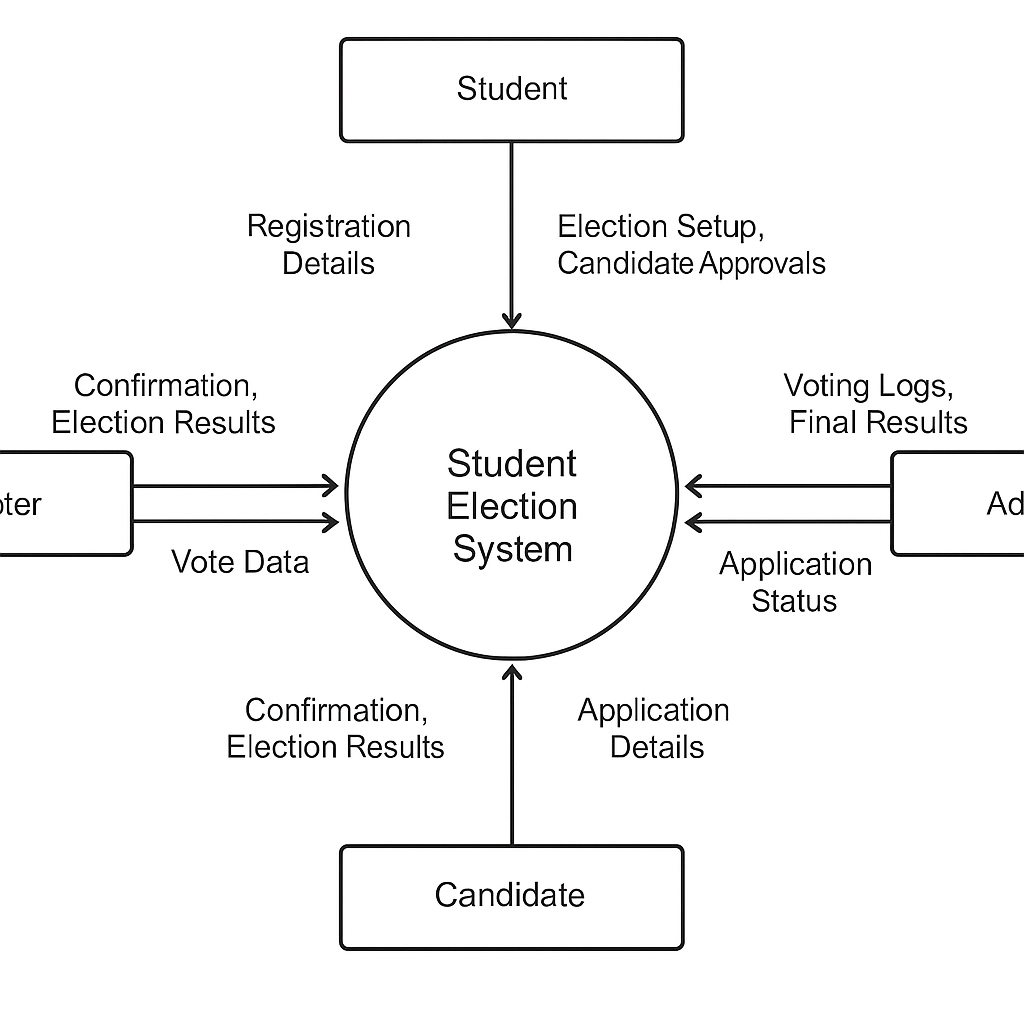 Student
Registration
Details
Election Setup,
Candidate Approvals
Confirmation,
Election Results
Voting Logs,
Final Results
oter
Student
Election
System
Ad
Vote Data
Application
Status
Confirmation,
Election Results
Application
Details
Candidate